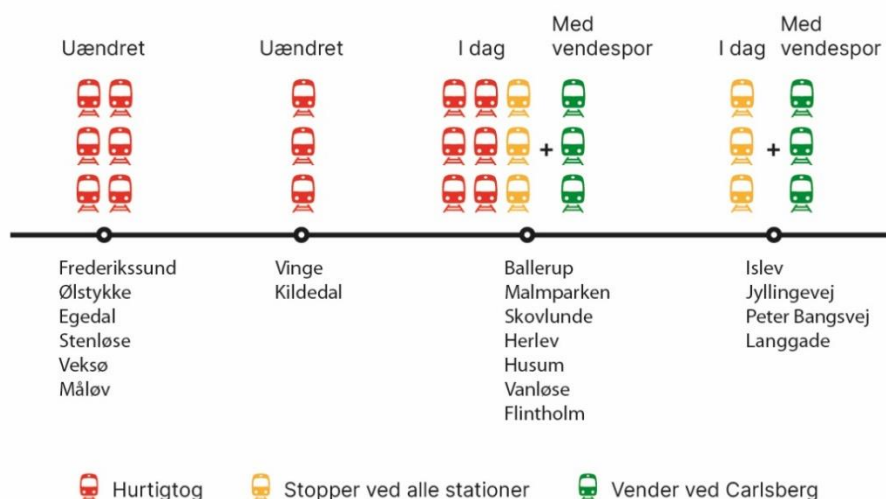 Uændret
Uændret
I dag
Med
vendespor
I dag
Med
vendespor
+
+
Frederikssund
Ølstykke
Egedal
Stenløse
Veksø
Måløv
Vinge
Kildedal
Ballerup
Malmparken
Skovlunde
Herlev
Husum
Vanløse
Flintholm
Islev
Jyllingevej
Peter Bangsvej
Langgade
Hurtigtog
Stopper ved alle stationer
Vender ved Carlsberg